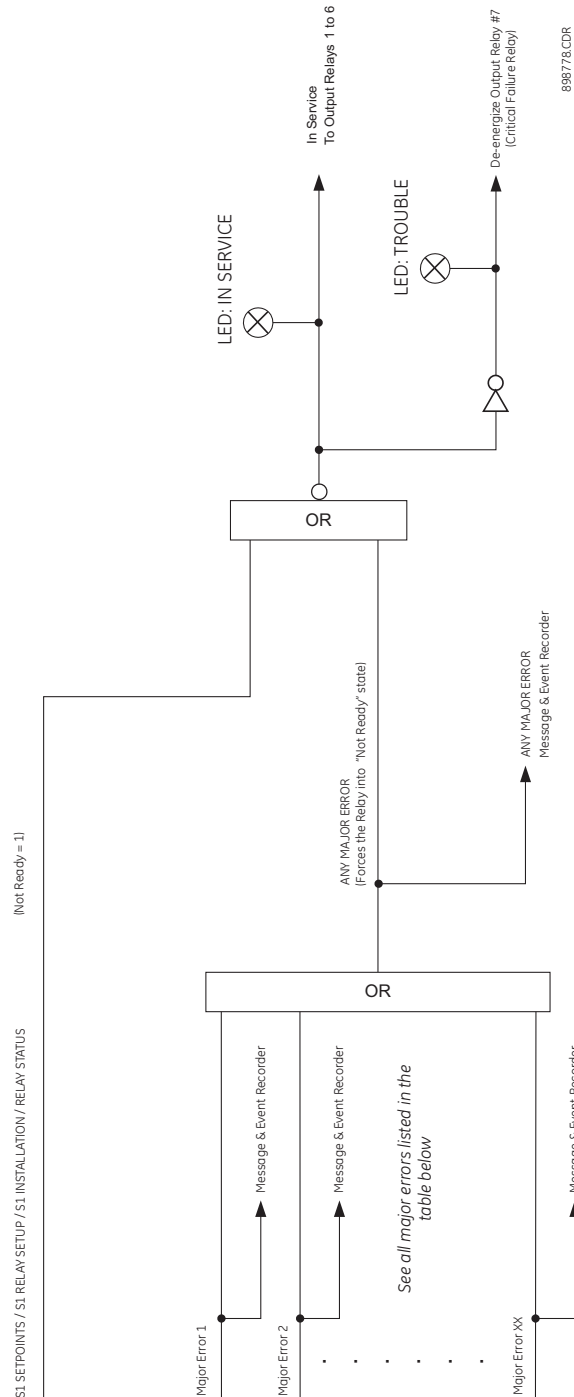 S1 SETPOINTS / S1 RELAY SETUP / S1 INSTALLATION / RELAY STATUS
(Not Ready = 1)
Major Error 1
Message & Event Recorder
Major Error 2
Message & Event Recorder
See all major errors listed in the
table below
. . . . . .
Major Error XX
Message & Event Recorder
OR
ANY MAJOR ERROR
(Forces the Relay into "Not Ready" state)
ANY MAJOR ERROR
Message & Event Recorder
OR
LED: IN SERVICE
In Service
To Output Relays 1 to 6
LED: TROUBLE
De-energize Output Relay #7
(Critical Failure Relay)
898778.CDR